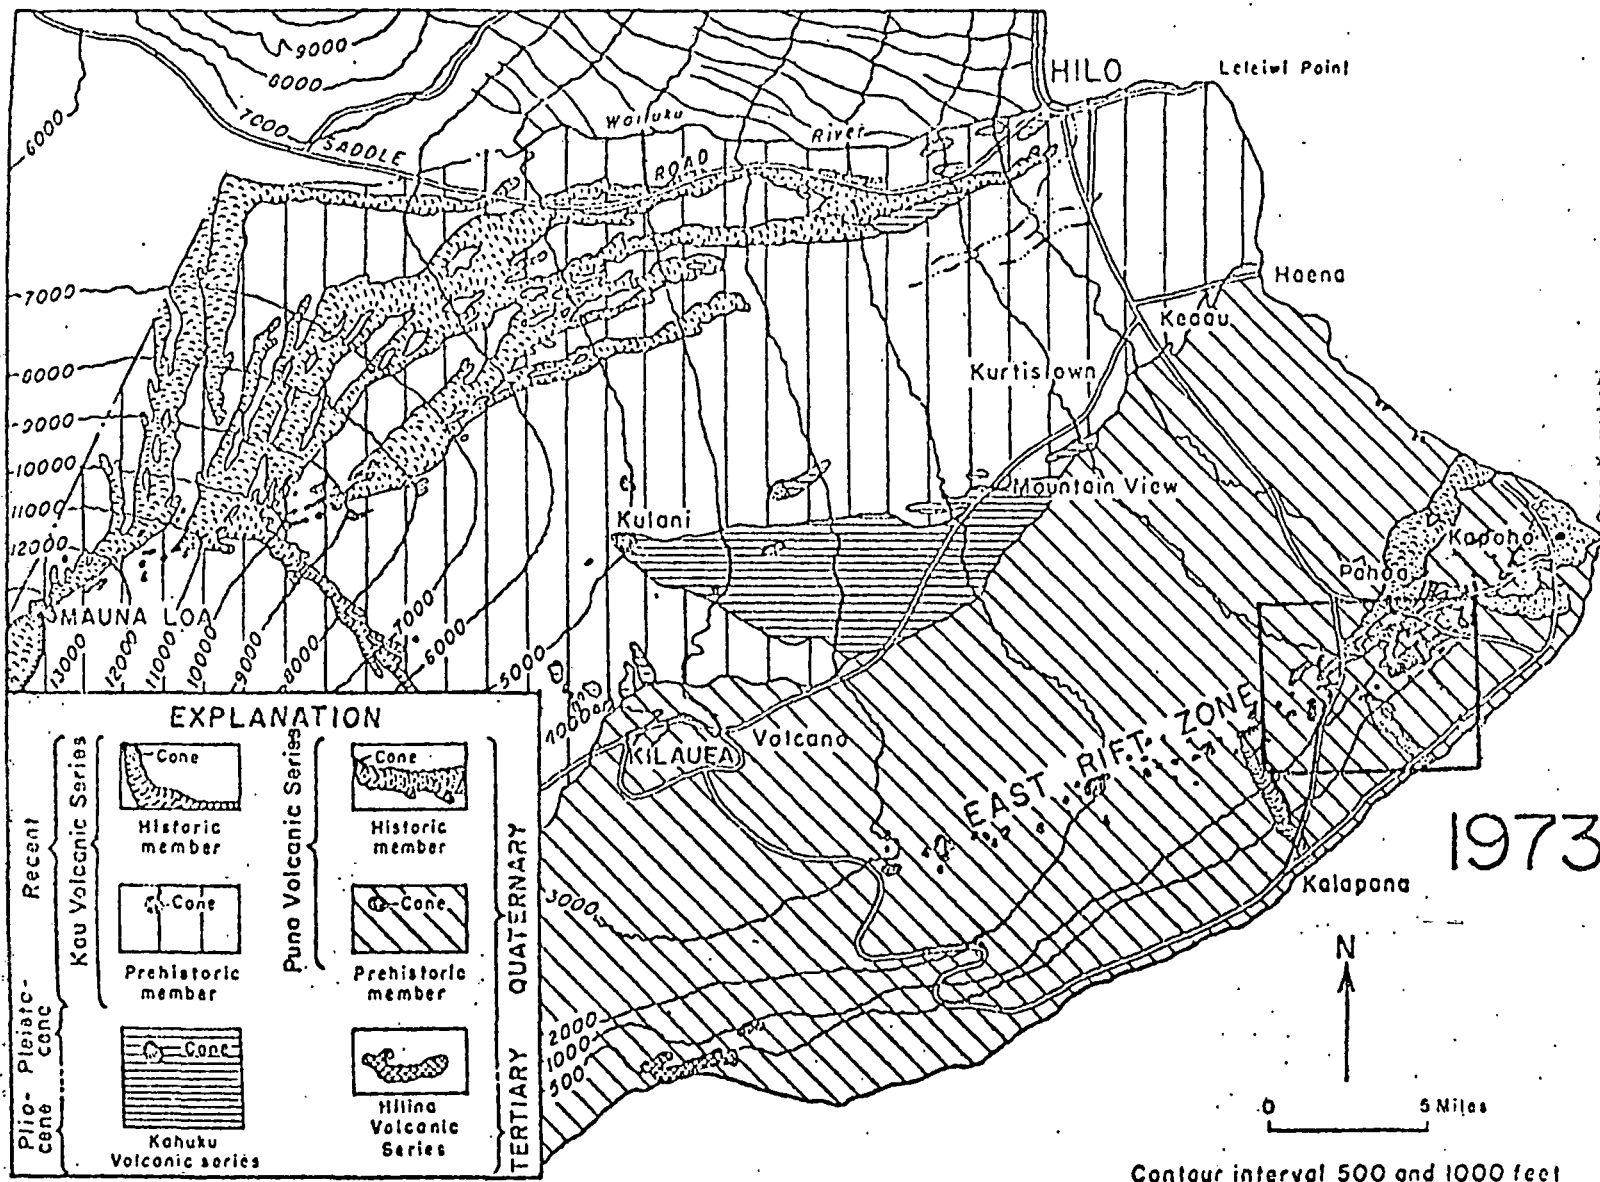 9000
8000
7000
6000
HILO
Leleiwi Point
Wailuku River
SADDLE ROAD
7000
Haena
Keaau
8000
Kurtistown
9000
10000
Mountain View
11000
Kulani
12000
Kapoho
Pahoa
MAUNA LOA
13000
12000
11000
10000
9000
8000
7000
6000
5000
4000
Volcano
KILAUEA
EAST RIFT ZONE
1973
Kalapana
3000
2000
1000
500
N
0 5 Miles
Contour interval 500 and 1000 feet
EXPLANATION
Recent
Kau Volcanic Series
Cone
Historic
member
Cone
Prehistoric
member
Puna Volcanic Series
Cone
Historic
member
Cone
Prehistoric
member
QUATERNARY
Pleisto-
cene
Plio-
cene
Cone
Kahuku
Volcanic series
Hilina
Volcanic
Series
TERTIARY